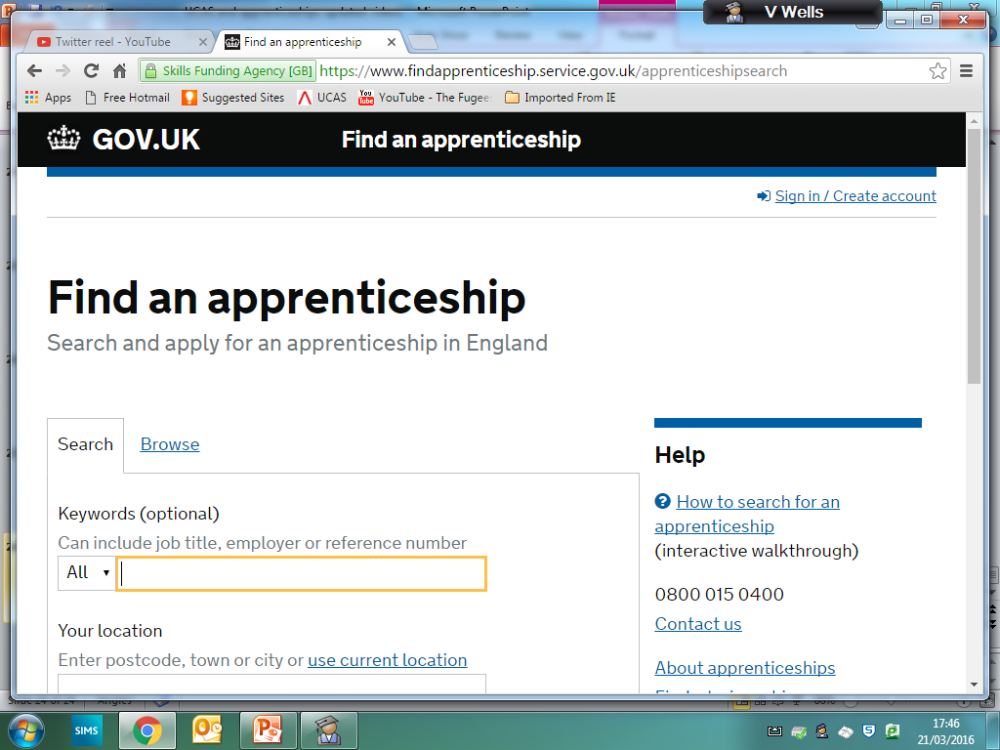 V Wells
Twitter reel - YouTube
Find an apprenticeship
Skills Funding Agency [GB] https://www.findapprenticeship.service.gov.uk/apprenticeshipsearch
Apps Free Hotmail Suggested Sites UCAS YouTube - The Fugee Imported From IE
GOV.UK Find an apprenticeship
Sign in / Create account
Find an apprenticeship
Search and apply for an apprenticeship in England
Search Browse
Keywords (optional)
Can include job title, employer or reference number
All
Your location
Enter postcode, town or city or use current location
Help
How to search for an
apprenticeship
(interactive walkthrough)
0800 015 0400
Contact us
About apprenticeships
SIMS
17:46
21/03/2016